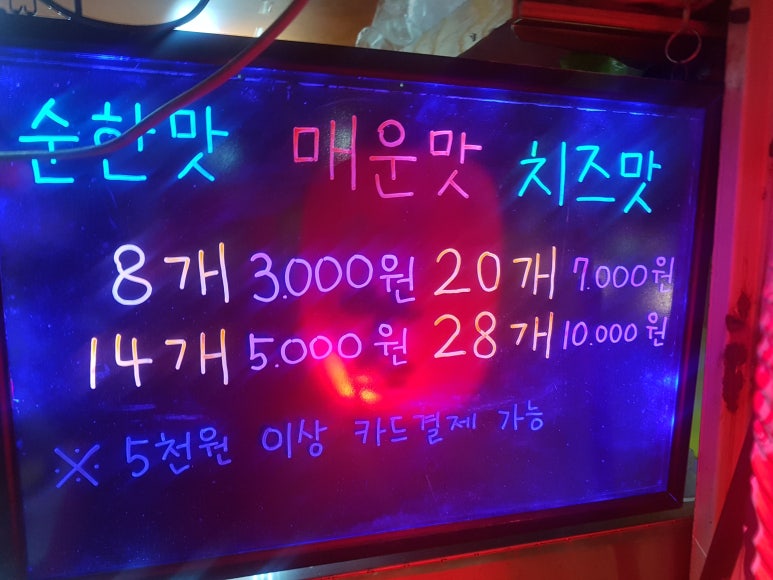 순한맛 매운맛 치즈맛
8개 3.000원 20개 7.000원
14개 5.000원 28개 10.000원
※ 5천원 이상 카드결제 가능